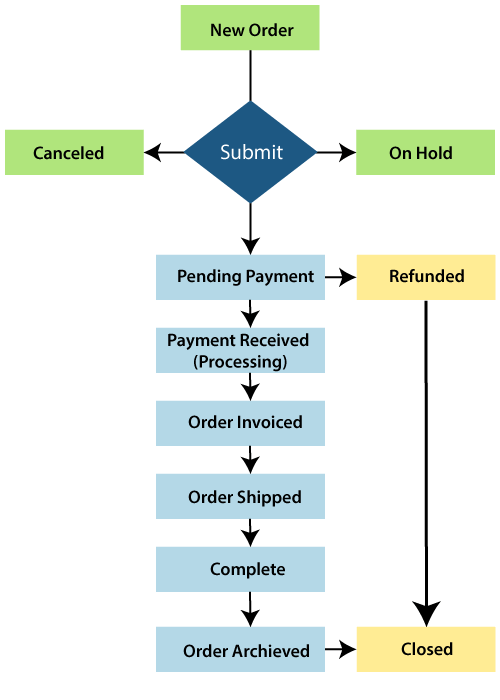 New Order
Canceled
Submit
On Hold
Pending Payment
Refunded
Payment Received
(Processing)
Order Invoiced
Order Shipped
Complete
Order Archieved
Closed